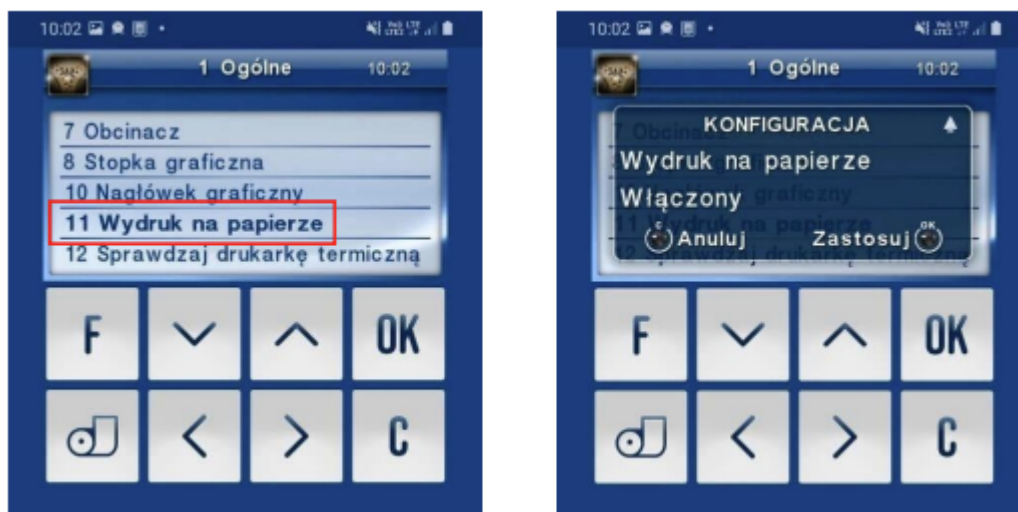 10:02
1 Ogólne 10:02
7 Obcinacz
8 Stopka graficzna
10 Nagłówek graficzny
11 Wydruk na papierze
12 Sprawdzaj drukarkę termiczną
F OK
C
10:02
1 Ogólne 10:02
KONFIGURACJA
Wydruk na papierze
Włączony
C Anuluj Zastosuj OK
F OK
C